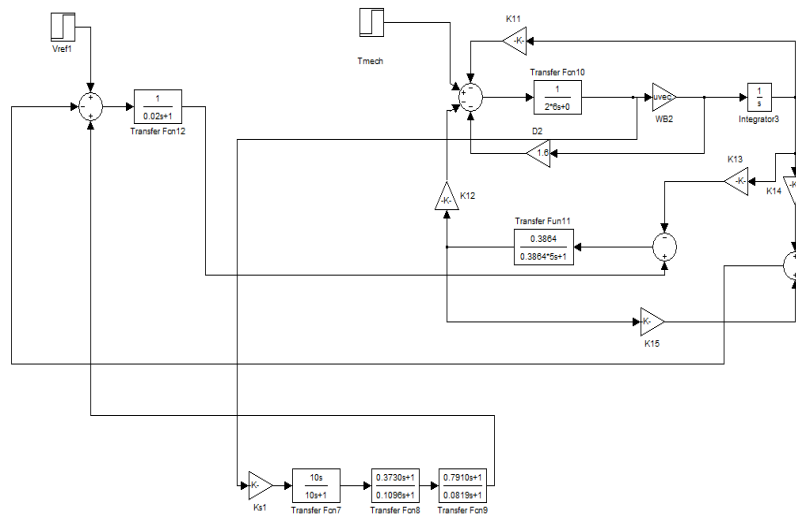 Vref1
Tmech
K11
-K-
Transfer Fcn10
1
2*6s+0
uvec
WB2
1
s
Integrator3
1
0.02s+1
Transfer Fcn12
D2
1.6
K13
-K-
K14
-K
K12
-K-
Transfer Fun11
0.3864
0.3864*5s+1
K-
K15
K-
Ks1
10s
10s+1
Transfer Fcn7
0.3730s+1
0.1096s+1
Transfer Fcn8
0.7910s+1
0.0819s+1
Transfer Fcn9